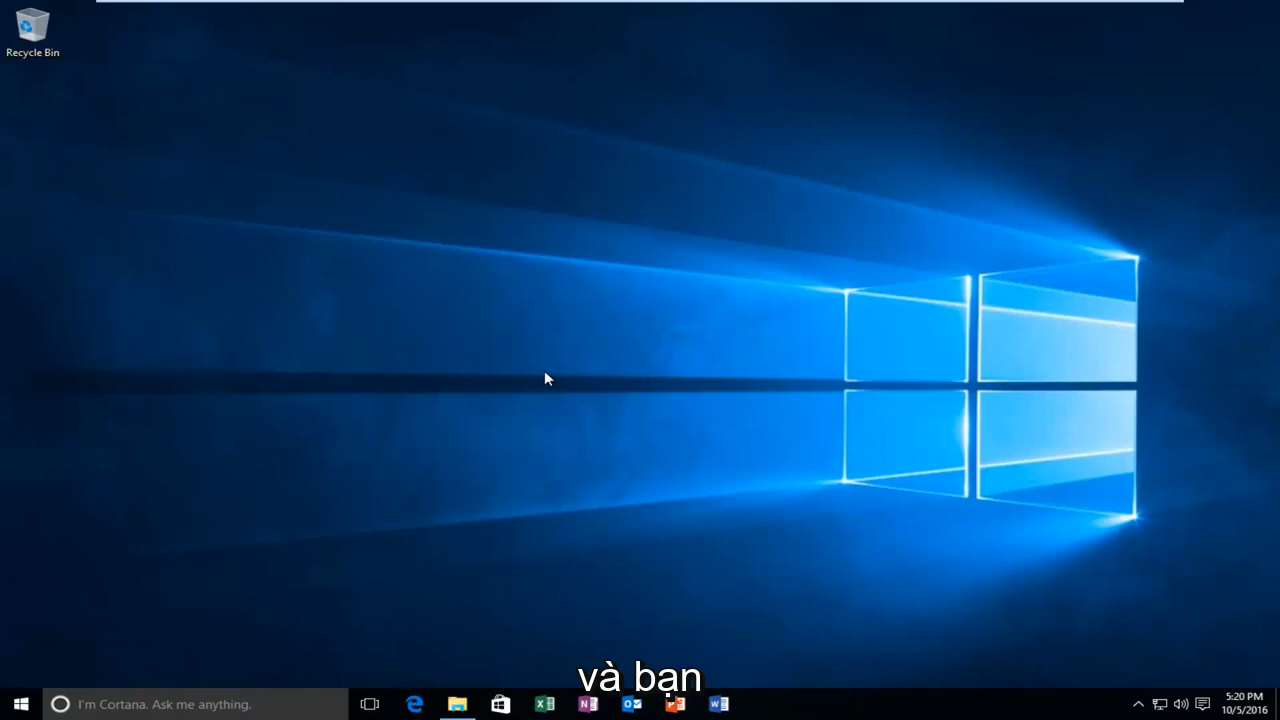 Recycle Bin
và bạn
I'm Cortana. Ask me anything.
5:20 PM
10/5/2016